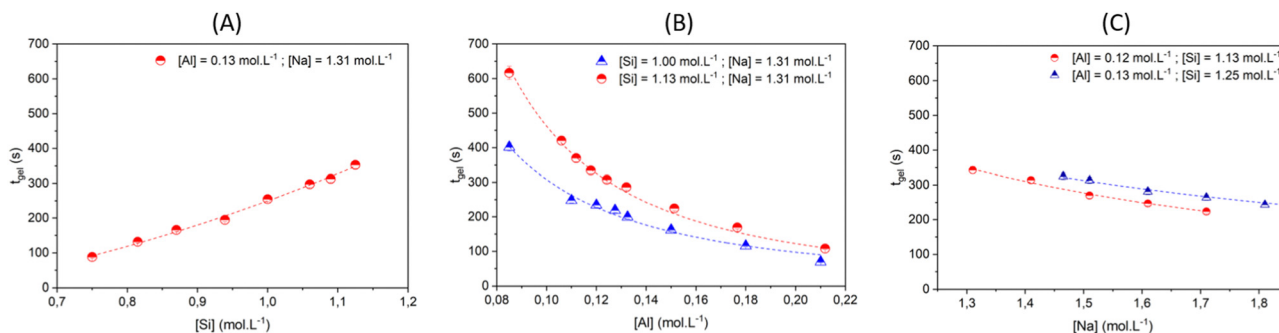 (A)
(B)
(C)
[Al] = 0.13 mol.L⁻¹ ; [Na] = 1.31 mol.L⁻¹
700
600
500
400
300
200
100
0
t_gel (s)
0,7 0,8 0,9 1,0 1,1 1,2
[Si] (mol.L⁻¹)
[Si] = 1.00 mol.L⁻¹ ; [Na] = 1.31 mol.L⁻¹
[Si] = 1.13 mol.L⁻¹ ; [Na] = 1.31 mol.L⁻¹
700
600
500
400
300
200
100
0
t_gel (s)
0,08 0,10 0,12 0,14 0,16 0,18 0,20 0,22
[Al] (mol.L⁻¹)
[Al] = 0.12 mol.L⁻¹ ; [Si] = 1.13 mol.L⁻¹
[Al] = 0.13 mol.L⁻¹ ; [Si] = 1.25 mol.L⁻¹
700
600
500
400
300
200
100
0
t_gel (s)
1,3 1,4 1,5 1,6 1,7 1,8
[Na] (mol.L⁻¹)